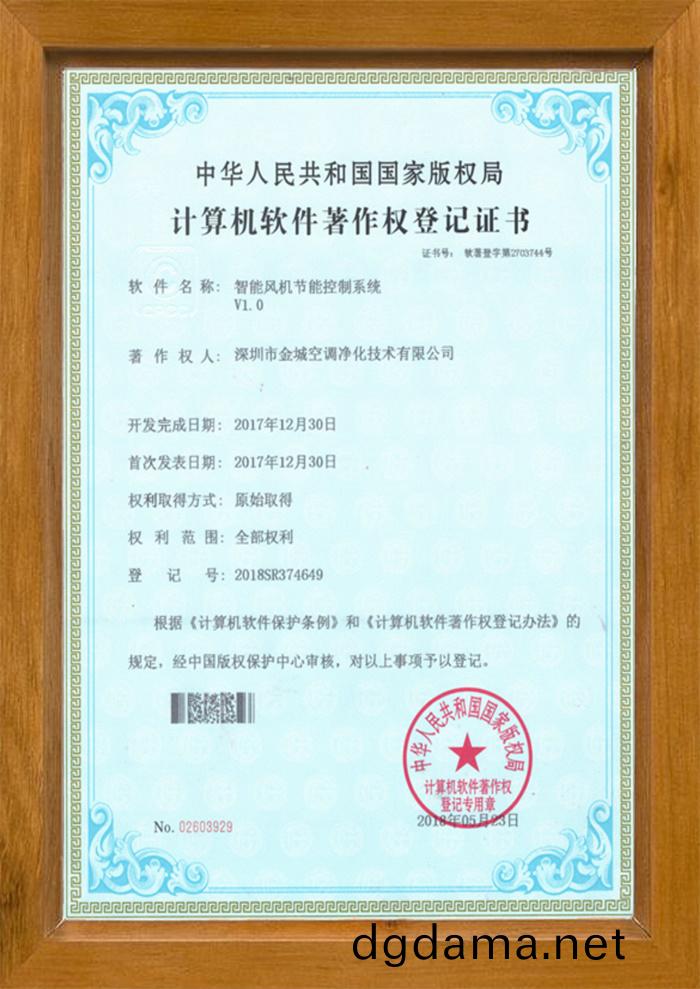 中华人民共和国国家版权局
计算机软件著作权登记证书
证书号： 软著登字第2703744号
软件名称： 智能风机节能控制系统
V1.0
著作权人： 深圳市金城空调净化技术有限公司
开发完成日期： 2017年12月30日
首次发表日期： 2017年12月30日
权利取得方式： 原始取得
权利范围： 全部权利
登记号： 2018SR374649
根据《计算机软件保护条例》和《计算机软件著作权登记办法》的
规定，经中国版权保护中心审核，对以上事项予以登记。
中华人民共和国国家版权局
计算机软件著作权
登记专用章
2018年05月23日
No. 02603929
dgdama.net